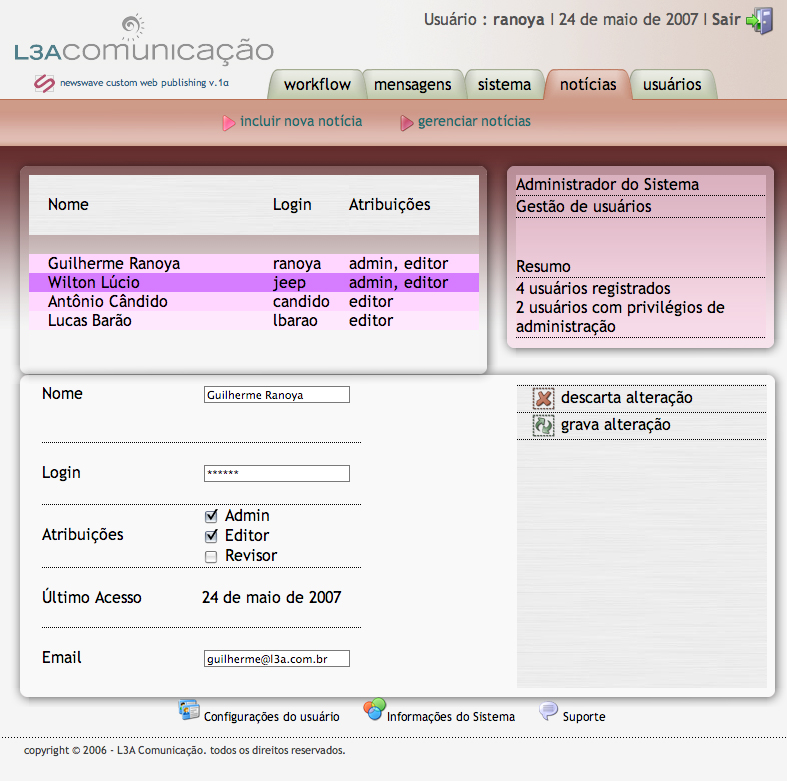 Usuário : ranoya | 24 de maio de 2007 | Sair
L3Acomunicação
newswave custom web publishing v.1α
workflow mensagens sistema notícias usuários
incluir nova notícia gerenciar notícias
Nome Login Atribuições
Guilherme Ranoya ranoya admin, editor
Wilton Lúcio jeep admin, editor
Antônio Cândido candido editor
Lucas Barão lbarao editor
Administrador do Sistema
Gestão de usuários
Resumo
4 usuários registrados
2 usuários com privilégios de
administração
Nome Guilherme Ranoya
Login ******
Atribuições
Admin
Editor
Revisor
Último Acesso 24 de maio de 2007
Email guilherme@l3a.com.br
descarta alteração
grava alteração
Configurações do usuário Informações do Sistema Suporte
copyright © 2006 - L3A Comunicação. todos os direitos reservados.